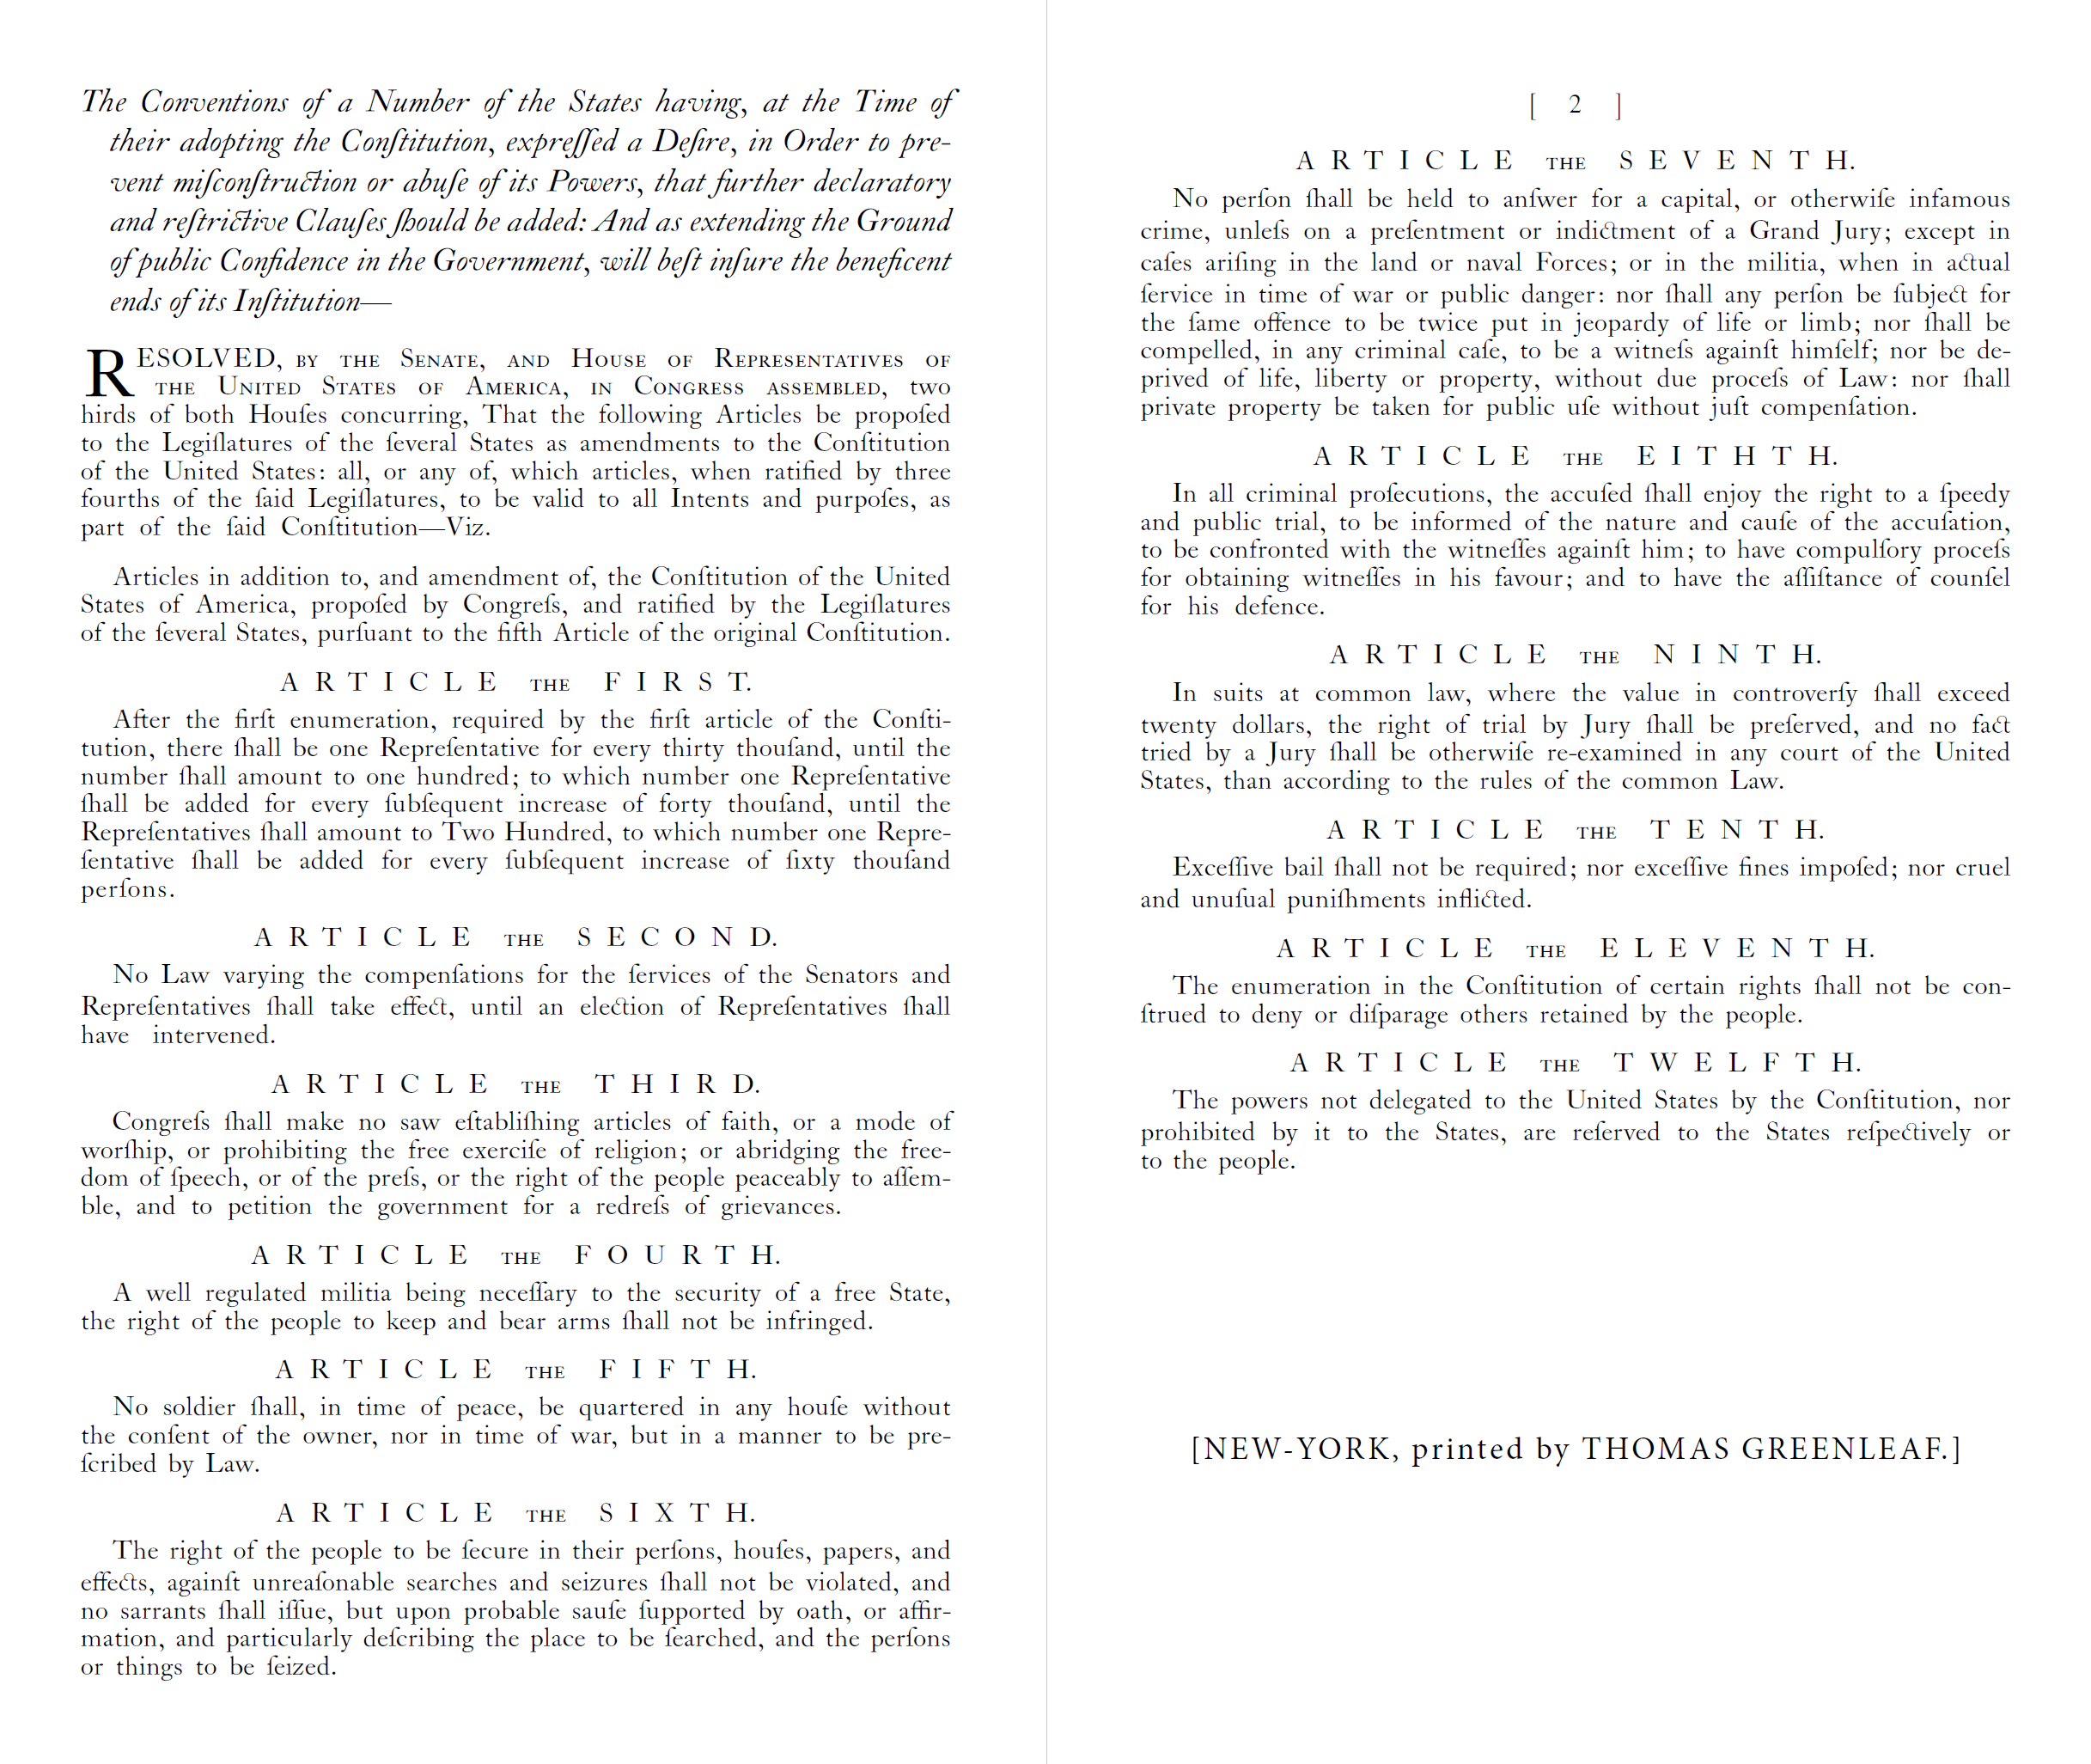 The Conventions of a Number of the States having, at the Time of
their adopting the Conſtitution, expreſſed a Deſire, in Order to pre-
vent miſconſtruction or abuſe of its Powers, that further declaratory
and reſtrictive Clauſes ſhould be added: And as extending the Ground
of public Confidence in the Government, will beſt inſure the beneficent
ends of its Inſtitution—
RESOLVED, BY THE SENATE, AND HOUSE OF REPRESENTATIVES OF
THE UNITED STATES OF AMERICA, IN CONGRESS ASSEMBLED, two
hirds of both Houſes concurring, That the following Articles be propoſed
to the Legiſlatures of the ſeveral States as amendments to the Conſtitution
of the United States: all, or any of, which articles, when ratified by three
fourths of the ſaid Legiſlatures, to be valid to all Intents and purpoſes, as
part of the ſaid Conſtitution—Viz.
Articles in addition to, and amendment of, the Conſtitution of the United
States of America, propoſed by Congreſs, and ratified by the Legiſlatures
of the ſeveral States, purſuant to the fifth Article of the original Conſtitution.
ARTICLE THE FIRST.
After the firſt enumeration, required by the firſt article of the Conſti-
tution, there ſhall be one Repreſentative for every thirty thouſand, until the
number ſhall amount to one hundred; to which number one Repreſentative
ſhall be added for every ſubſequent increase of forty thouſand, until the
Repreſentatives ſhall amount to Two Hundred, to which number one Repre-
ſentative ſhall be added for every ſubſequent increase of ſixty thouſand
perſons.
ARTICLE THE SECOND.
No Law varying the compenſations for the ſervices of the Senators and
Repreſentatives ſhall take effect, until an election of Repreſentatives ſhall
have intervened.
ARTICLE THE THIRD.
Congreſs ſhall make no saw eſtabliſhing articles of faith, or a mode of
worſhip, or prohibiting the free exerciſe of religion; or abridging the free-
dom of ſpeech, or of the preſs, or the right of the people peaceably to aſſem-
ble, and to petition the government for a redreſs of grievances.
ARTICLE THE FOURTH.
A well regulated militia being neceſſary to the security of a free State,
the right of the people to keep and bear arms ſhall not be infringed.
ARTICLE THE FIFTH.
No soldier ſhall, in time of peace, be quartered in any houſe without
the conſent of the owner, nor in time of war, but in a manner to be pre-
ſcribed by Law.
ARTICLE THE SIXTH.
The right of the people to be ſecure in their perſons, houſes, papers, and
effects, againſt unreaſonable searches and seizures ſhall not be violated, and
no sarrants ſhall iſſue, but upon probable sauſe ſupported by oath, or affir-
mation, and particularly deſcribing the place to be ſearched, and the perſons
or things to be ſeized.
[ 2 ]
ARTICLE THE SEVENTH.
No perſon ſhall be held to anſwer for a capital, or otherwiſe infamous
crime, unleſs on a preſentment or indictment of a Grand Jury; except in
caſes ariſing in the land or naval Forces; or in the militia, when in actual
ſervice in time of war or public danger: nor ſhall any perſon be ſubject for
the ſame offence to be twice put in jeopardy of life or limb; nor ſhall be
compelled, in any criminal caſe, to be a witneſs againſt himſelf; nor be de-
prived of life, liberty or property, without due proceſs of Law: nor ſhall
private property be taken for public uſe without juſt compenſation.
ARTICLE THE EITHTH.
In all criminal proſecutions, the accuſed ſhall enjoy the right to a ſpeedy
and public trial, to be informed of the nature and cauſe of the accuſation,
to be confronted with the witneſſes againſt him; to have compulſory proceſs
for obtaining witneſſes in his favour; and to have the aſſiſtance of counſel
for his defence.
ARTICLE THE NINTH.
In suits at common law, where the value in controverſy ſhall exceed
twenty dollars, the right of trial by Jury ſhall be preſerved, and no fact
tried by a Jury ſhall be otherwiſe re-examined in any court of the United
States, than according to the rules of the common Law.
ARTICLE THE TENTH.
Exceſſive bail ſhall not be required; nor exceſſive fines impoſed; nor cruel
and unuſual puniſhments inflicted.
ARTICLE THE ELEVENTH.
The enumeration in the Conſtitution of certain rights ſhall not be con-
ſtrued to deny or diſparage others retained by the people.
ARTICLE THE TWELFTH.
The powers not delegated to the United States by the Conſtitution, nor
prohibited by it to the States, are reſerved to the States reſpectively or
to the people.
[NEW-YORK, printed by THOMAS GREENLEAF.]